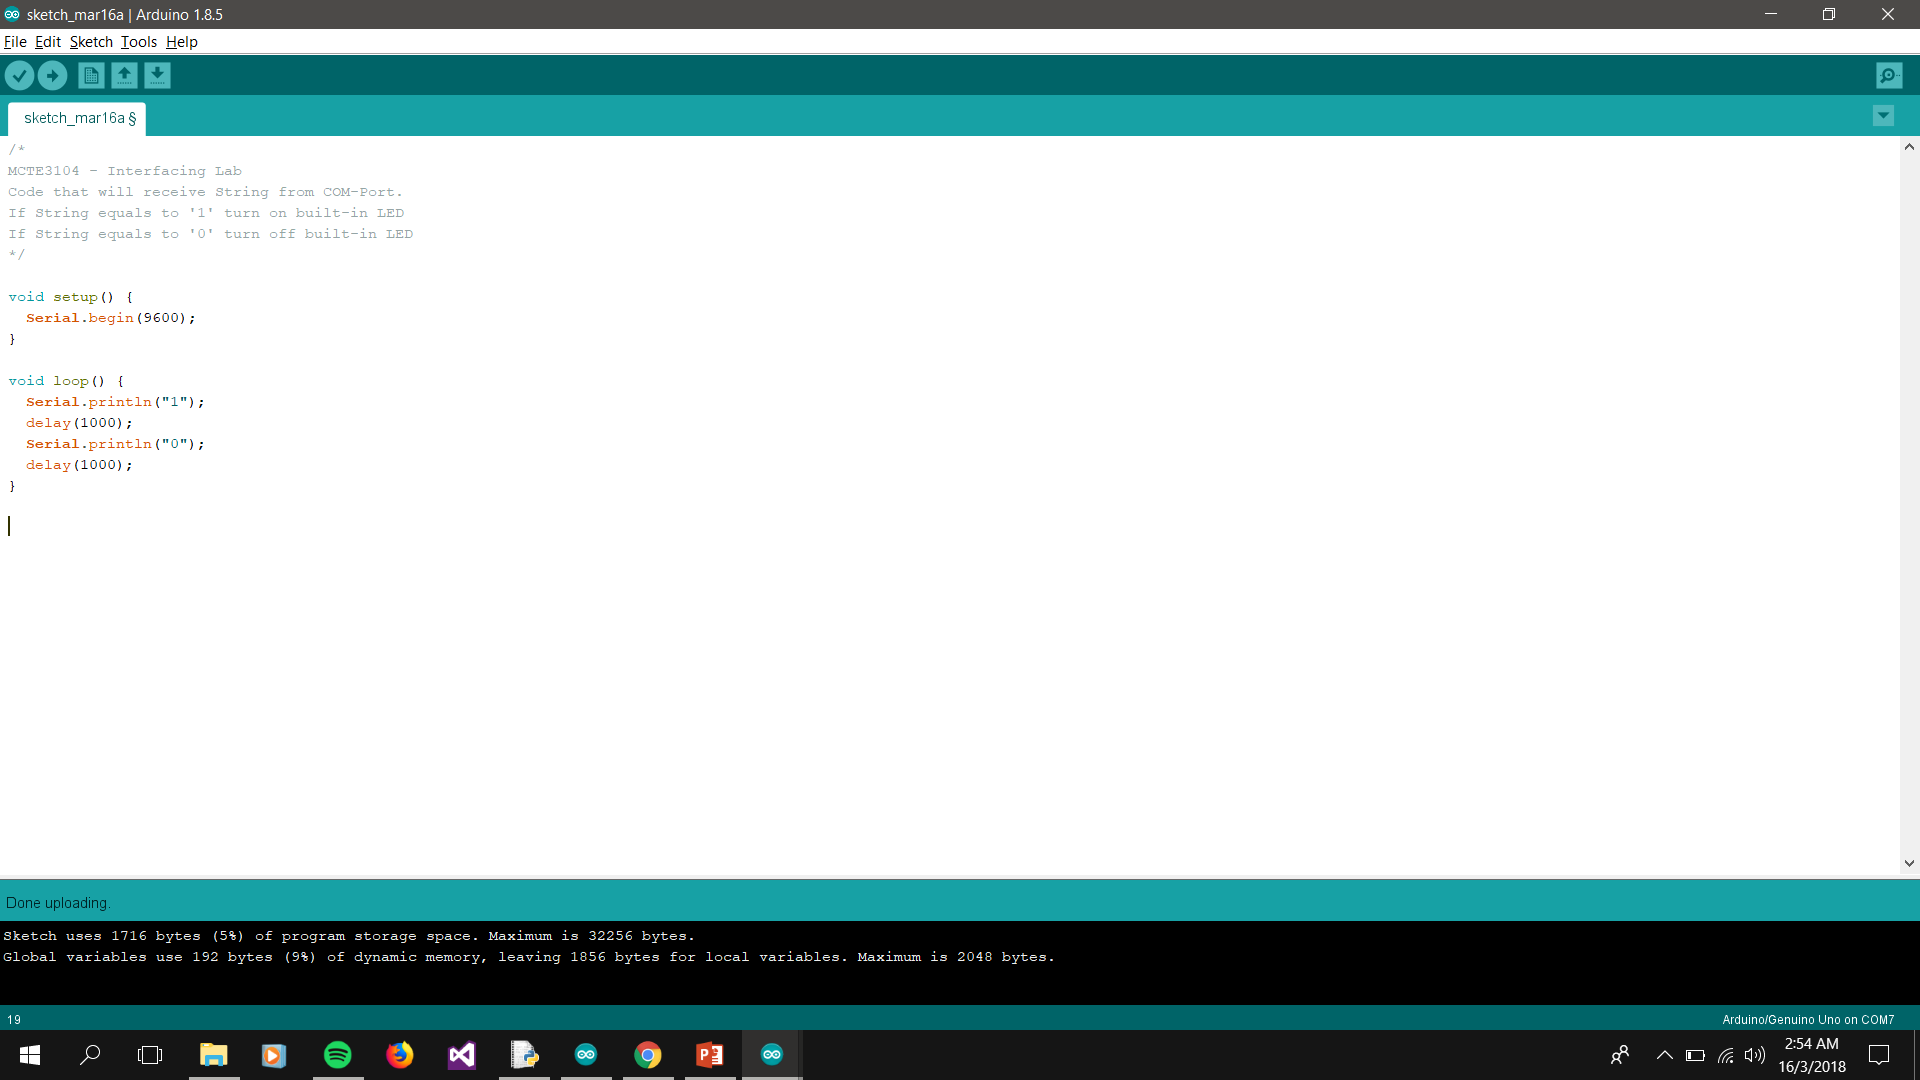 sketch_mar16a | Arduino 1.8.5
File Edit Sketch Tools Help
sketch_mar16a §
/*
MCTE3104 - Interfacing Lab
Code that will receive String from COM-Port.
If String equals to '1' turn on built-in LED
If String equals to '0' turn off built-in LED
*/
void setup() {
  Serial.begin(9600);
}
void loop() {
  Serial.println("1");
  delay(1000);
  Serial.println("0");
  delay(1000);
}
Done uploading.
Sketch uses 1716 bytes (5%) of program storage space. Maximum is 32256 bytes.
Global variables use 192 bytes (9%) of dynamic memory, leaving 1856 bytes for local variables. Maximum is 2048 bytes.
19
Arduino/Genuino Uno on COM7
2:54 AM
16/3/2018